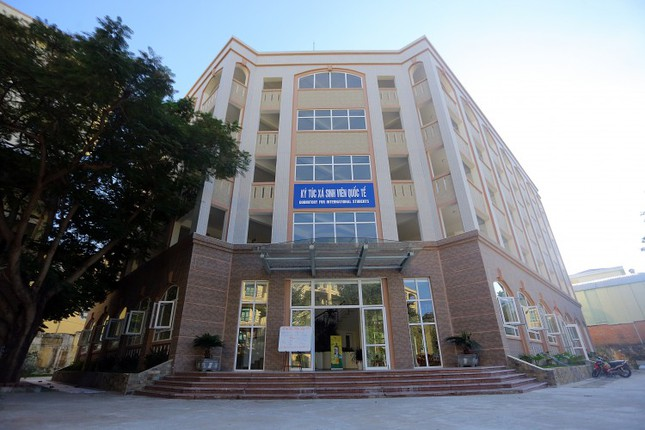 KÝ TÚC XÁ SINH VIÊN QUỐC TẾ
DORMITORY FOR INTERNATIONAL STUDENTS